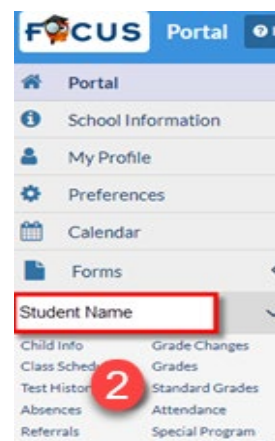 FOCUS Portal
Portal
School Information
My Profile
Preferences
Calendar
Forms
Student Name
Child Info Grade Changes
Class Grades
Test 2 Standard Grades
Absences Attendance
Referrals Special Program